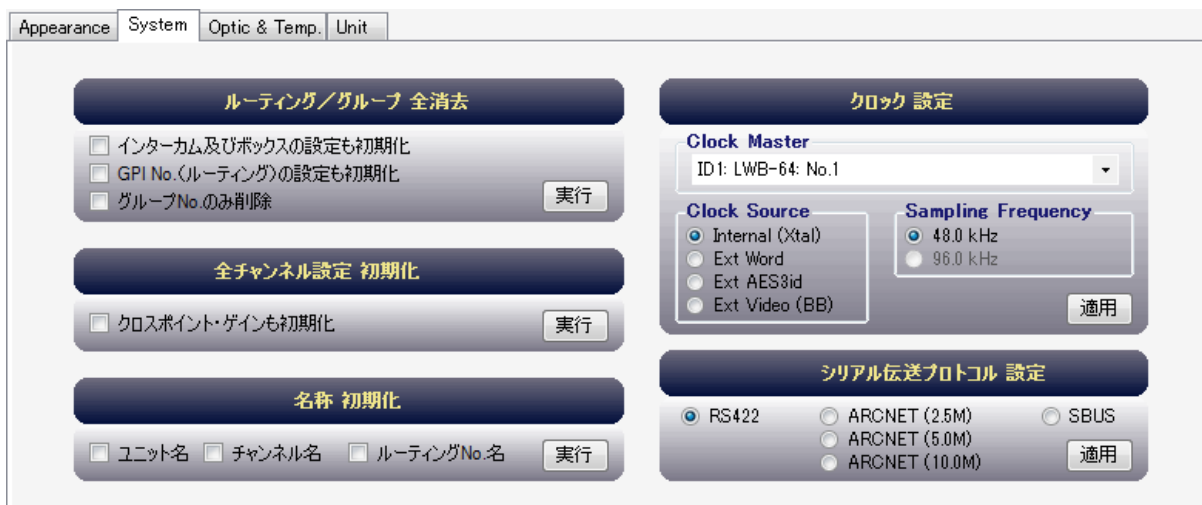 Appearance System Optic & Temp. Unit
ルーティング／グループ 全消去
インターカム及びボックスの設定も初期化
GPI No.(ルーティング)の設定も初期化
グループNo.のみ削除
実行
全チャンネル設定 初期化
クロスポイント・ゲインも初期化
実行
名称 初期化
ユニット名 チャンネル名 ルーティングNo.名 実行
クロック 設定
Clock Master
ID1: LWB-64: No.1
Clock Source
Internal (Xtal)
Ext Word
Ext AES3id
Ext Video (BB)
Sampling Frequency
48.0 kHz
96.0 kHz
適用
シリアル伝送プロトコル 設定
RS422 ARCNET (2.5M) SBUS
ARCNET (5.0M)
ARCNET (10.0M)
適用